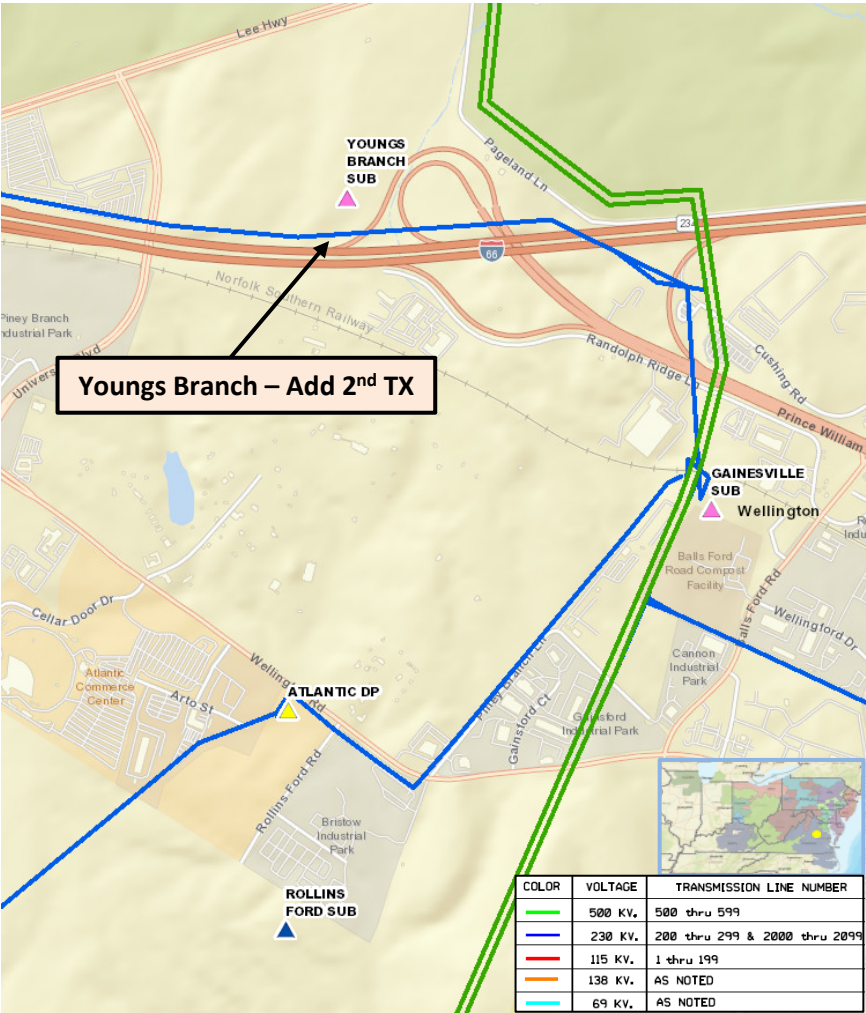 Lee Hwy
YOUNGS
BRANCH
SUB
Pageland Ln
234
66
Norfolk Southern Railway
Piney Branch
Industrial Park
Randolph Ridge Ln
Cushing Rd
Youngs Branch – Add 2nd TX
Prince William
GAINESVILLE
SUB
Wellington
Balls Ford
Road Compost
Facility
Balls Ford Rd
Wellingford Dr
Cellar Door Dr
Cannon
Industrial
Park
Piney Branch Ln
Wellington Rd
Atlantic
Commerce
Center
Arto St
ATLANTIC DP
Gainsford Ct
Gainsford
Industrial Park
Rollins Ford Rd
Bristow
Industrial
Park
ROLLINS
FORD SUB
COLOR VOLTAGE TRANSMISSION LINE NUMBER
500 KV. 500 thru 599
230 KV. 200 thru 299 & 2000 thru 2099
115 KV. 1 thru 199
138 KV. AS NOTED
69 KV. AS NOTED